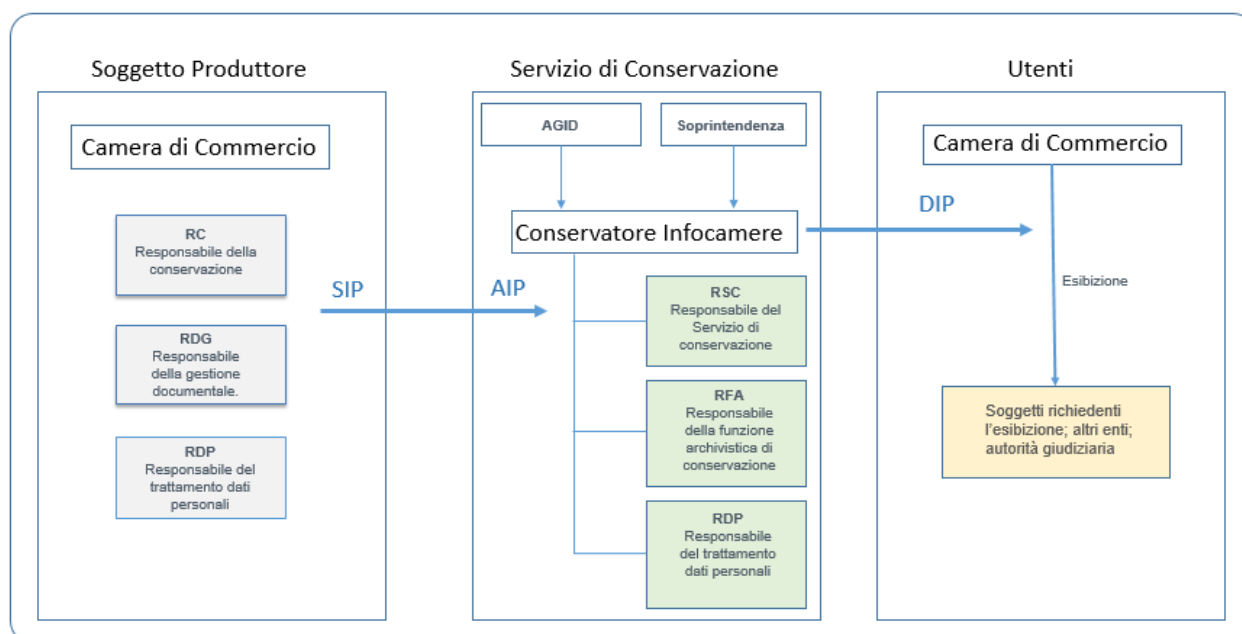 Soggetto Produttore
Camera di Commercio
RC
Responsabile della
conservazione
RDG
Responsabile
della gestione
documentale.
RDP
Responsabile del
trattamento dati
personali
SIP
Servizio di Conservazione
AGID
Soprintendenza
Conservatore Infocamere
AIP
RSC
Responsabile del
Servizio di
conservazione
RFA
Responsabile
della funzione
archivistica di
conservazione
RDP
Responsabile
del trattamento
dati personali
DIP
Utenti
Camera di Commercio
Esibizione
Soggetti richiedenti
l'esibizione; altri enti;
autorità giudiziaria